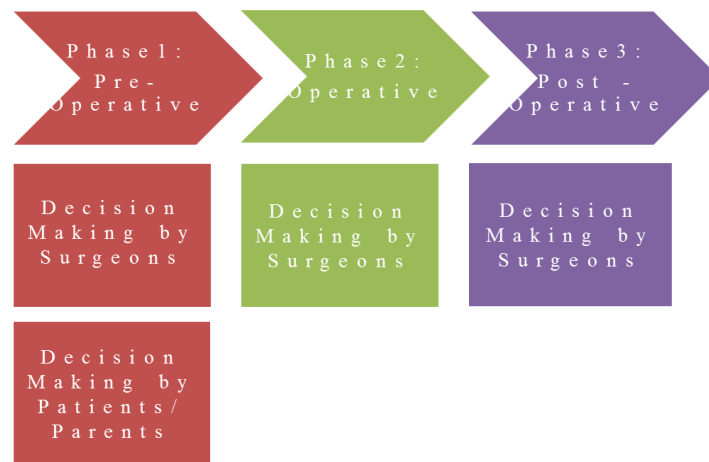 Phase1:
Pre-
Operative
Phase2:
Operative
Phase3:
Post -
Operative
Decision
Making by
Surgeons
Decision
Making by
Surgeons
Decision
Making by
Surgeons
Decision
Making by
Patients/
Parents